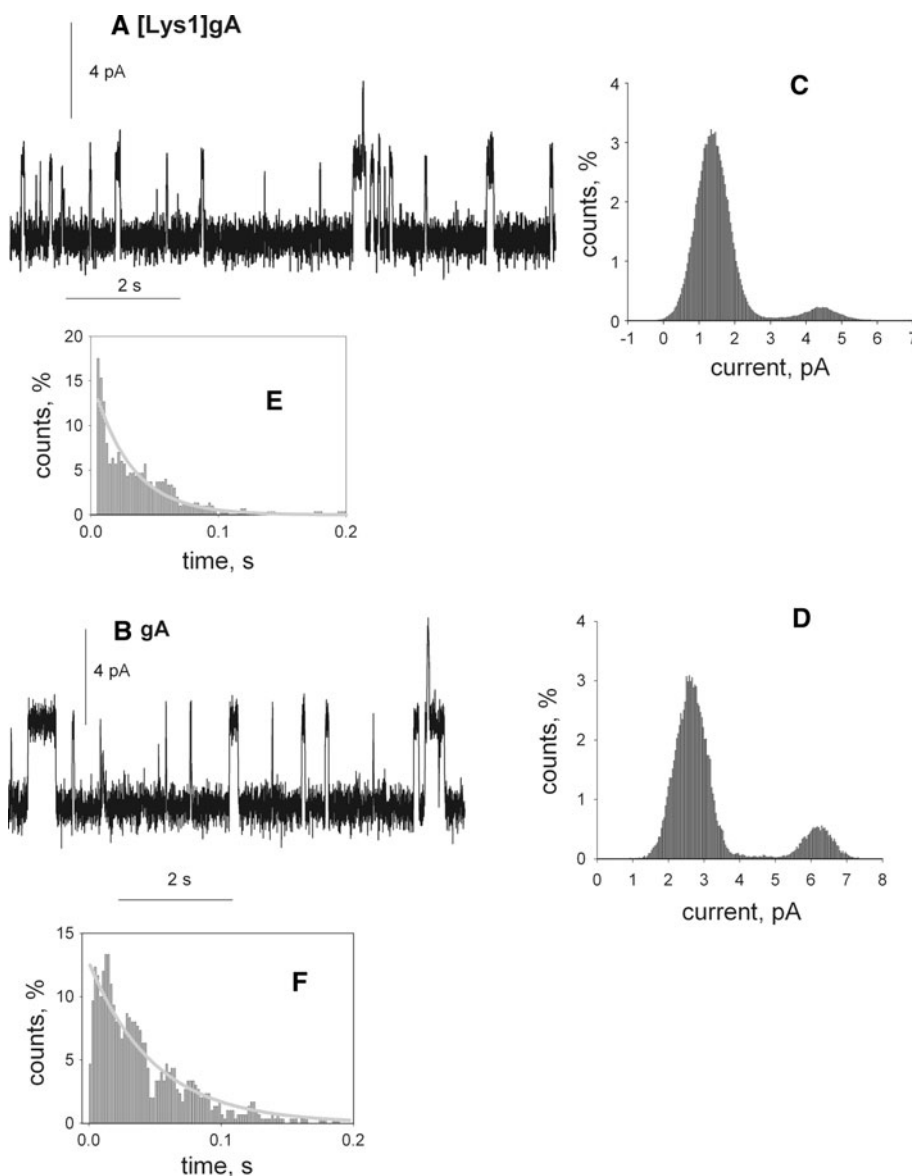 A [Lys1]gA
4 pA
2 s
C
counts, %
4
3
2
1
0
-1 0 1 2 3 4 5 6 7
current, pA
E
counts, %
20
15
10
5
0
0.0 0.1 0.2
time, s
B gA
4 pA
2 s
D
counts, %
4
3
2
1
0
0 1 2 3 4 5 6 7 8
current, pA
F
counts, %
15
10
5
0
0.0 0.1 0.2
time, s